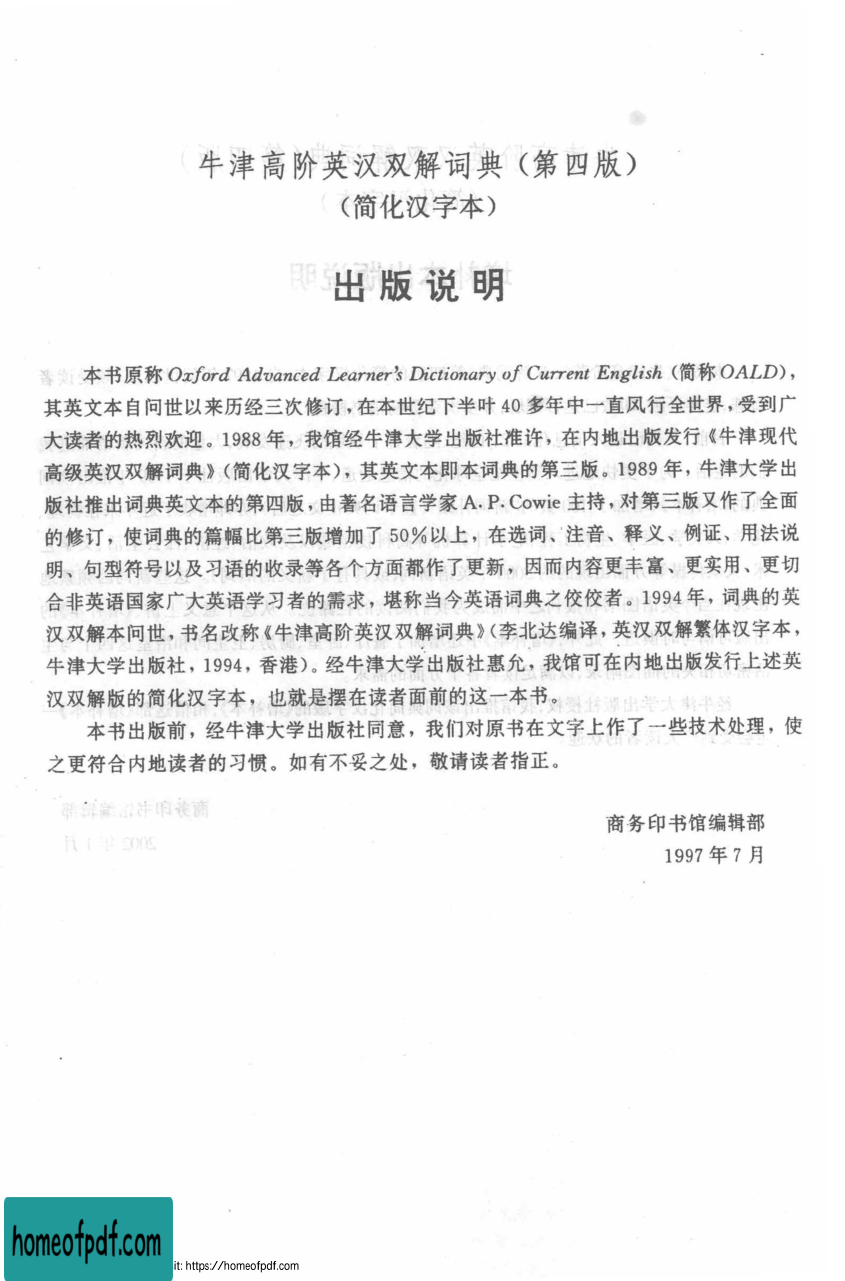 牛津高阶英汉双解词典（第四版）
（简化汉字本）
出版说明
本书原称 Oxford Advanced Learner's Dictionary of Current English（简称 OALD），
其英文本自问世以来历经三次修订，在本世纪下半叶 40 多年中一直风行全世界，受到广
大读者的热烈欢迎。1988 年，我馆经牛津大学出版社准许，在内地出版发行《牛津现代
高级英汉双解词典》（简化汉字本），其英文本即本词典的第三版。1989 年，牛津大学出
版社推出词典英文本的第四版，由著名语言学家 A.P.Cowie 主持，对第三版又作了全面
的修订，使词典的篇幅比第三版增加了 50％以上，在选词、注音、释义、例证、用法说
明、句型符号以及习语的收录等各个方面都作了更新，因而内容更丰富、更实用、更切
合非英语国家广大英语学习者的需求，堪称当今英语词典之佼佼者。1994 年，词典的英
汉双解本问世，书名改称《牛津高阶英汉双解词典》（李北达编译，英汉双解繁体汉字本，
牛津大学出版社，1994，香港）。经牛津大学出版社惠允，我馆可在内地出版发行上述英
汉双解版的简化汉字本，也就是摆在读者面前的这一本书。
本书出版前，经牛津大学出版社同意，我们对原书在文字上作了一些技术处理，使
之更符合内地读者的习惯。如有不妥之处，敬请读者指正。
商务印书馆编辑部
1997 年 7 月
homeofpdf.com
it: https://homeofpdf.com